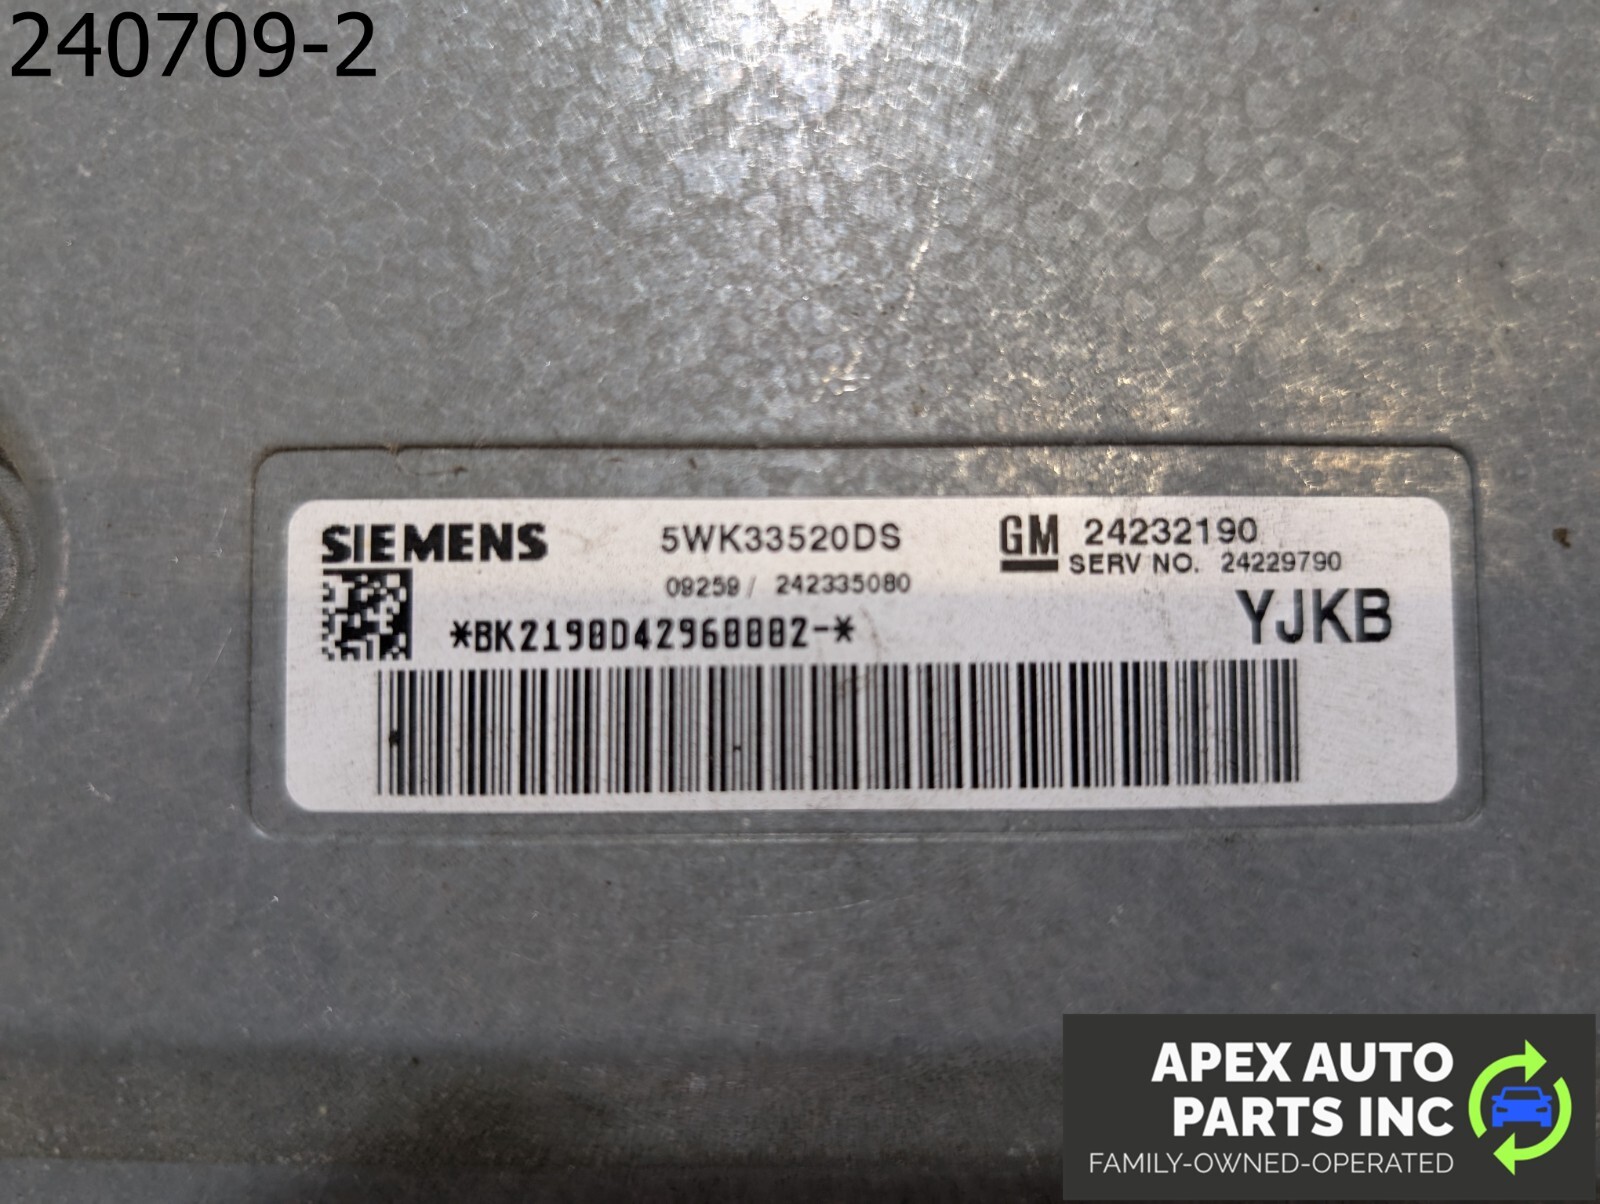 240709-2
SIEMENS
5WK33520DS
GM 24232190
SERV NO. 24229790
09259 / 242335080
YJKB
APEX AUTO
PARTS INC
FAMILY-OWNED-OPERATED